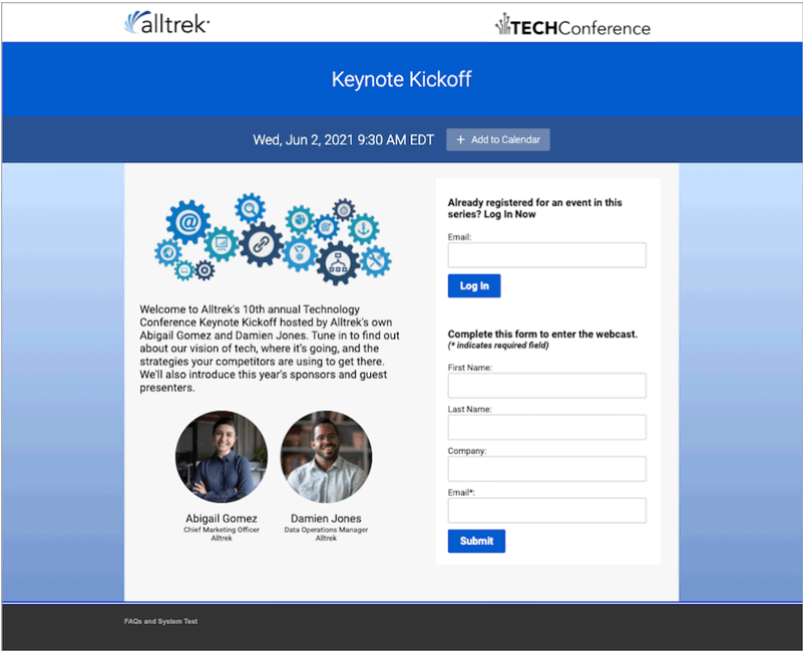 alltrek
TECHConference
Keynote Kickoff
Wed, Jun 2, 2021 9:30 AM EDT
+ Add to Calendar
Welcome to Alltrek's 10th annual Technology
Conference Keynote Kickoff hosted by Alltrek's own
Abigail Gomez and Damien Jones. Tune in to find out
about our vision of tech, where it's going, and the
strategies your competitors are using to get there.
We'll also introduce this year's sponsors and guest
presenters.
Abigail Gomez
Chief Marketing Officer
Alltrek
Damien Jones
Data Operations Manager
Alltrek
Already registered for an event in this
series? Log In Now
Email:
Log In
Complete this form to enter the webcast.
(* indicates required field)
First Name:
Last Name:
Company:
Email*:
Submit
FAQs and System Test